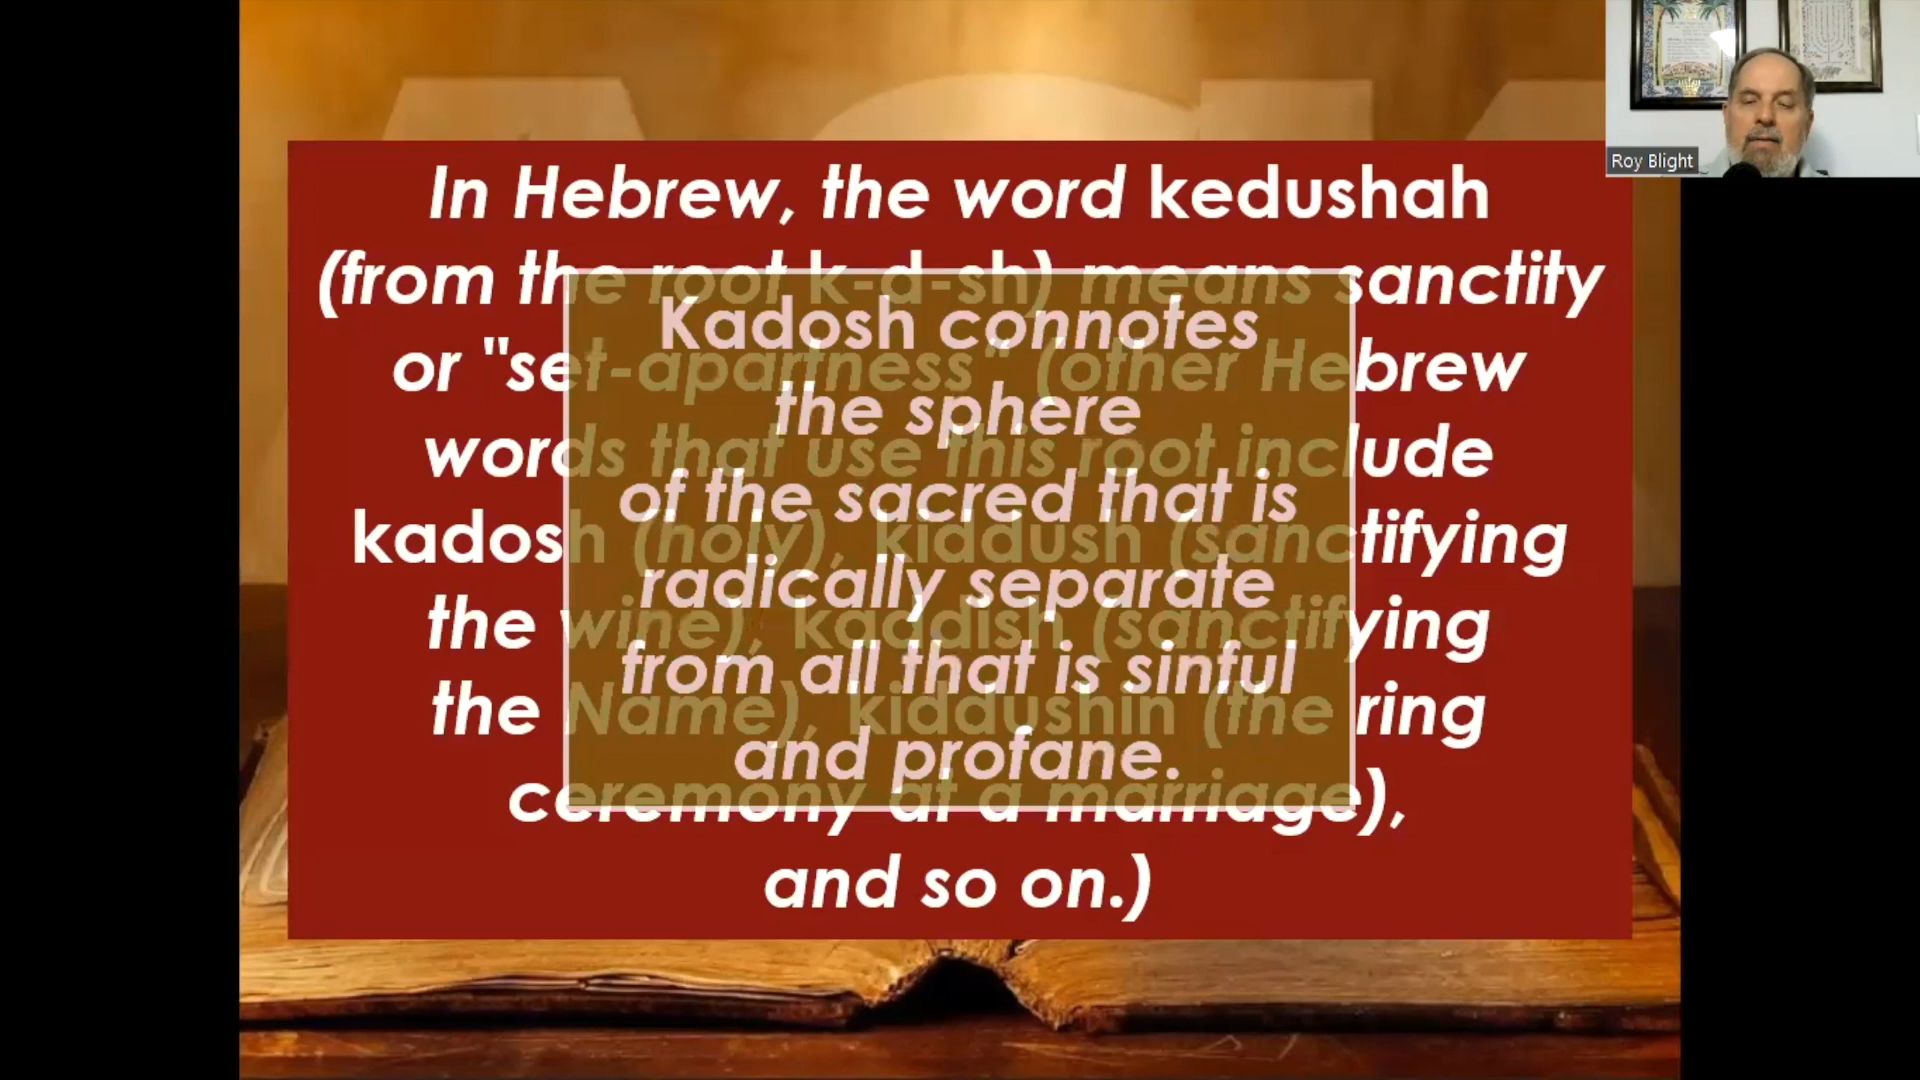 In Hebrew, the word kedushah
(from the root k-d-sh) means sanctity
or "set-apartness" (other Hebrew
words that use this root include
kadosh (holy), kiddush (sanctifying
the wine), kaddish (sanctifying
the Name), kiddushin (the ring
ceremony at a marriage),
and so on.)
Kadosh connotes
the sphere
of the sacred that is
radically separate
from all that is sinful
and profane.
Roy Blight